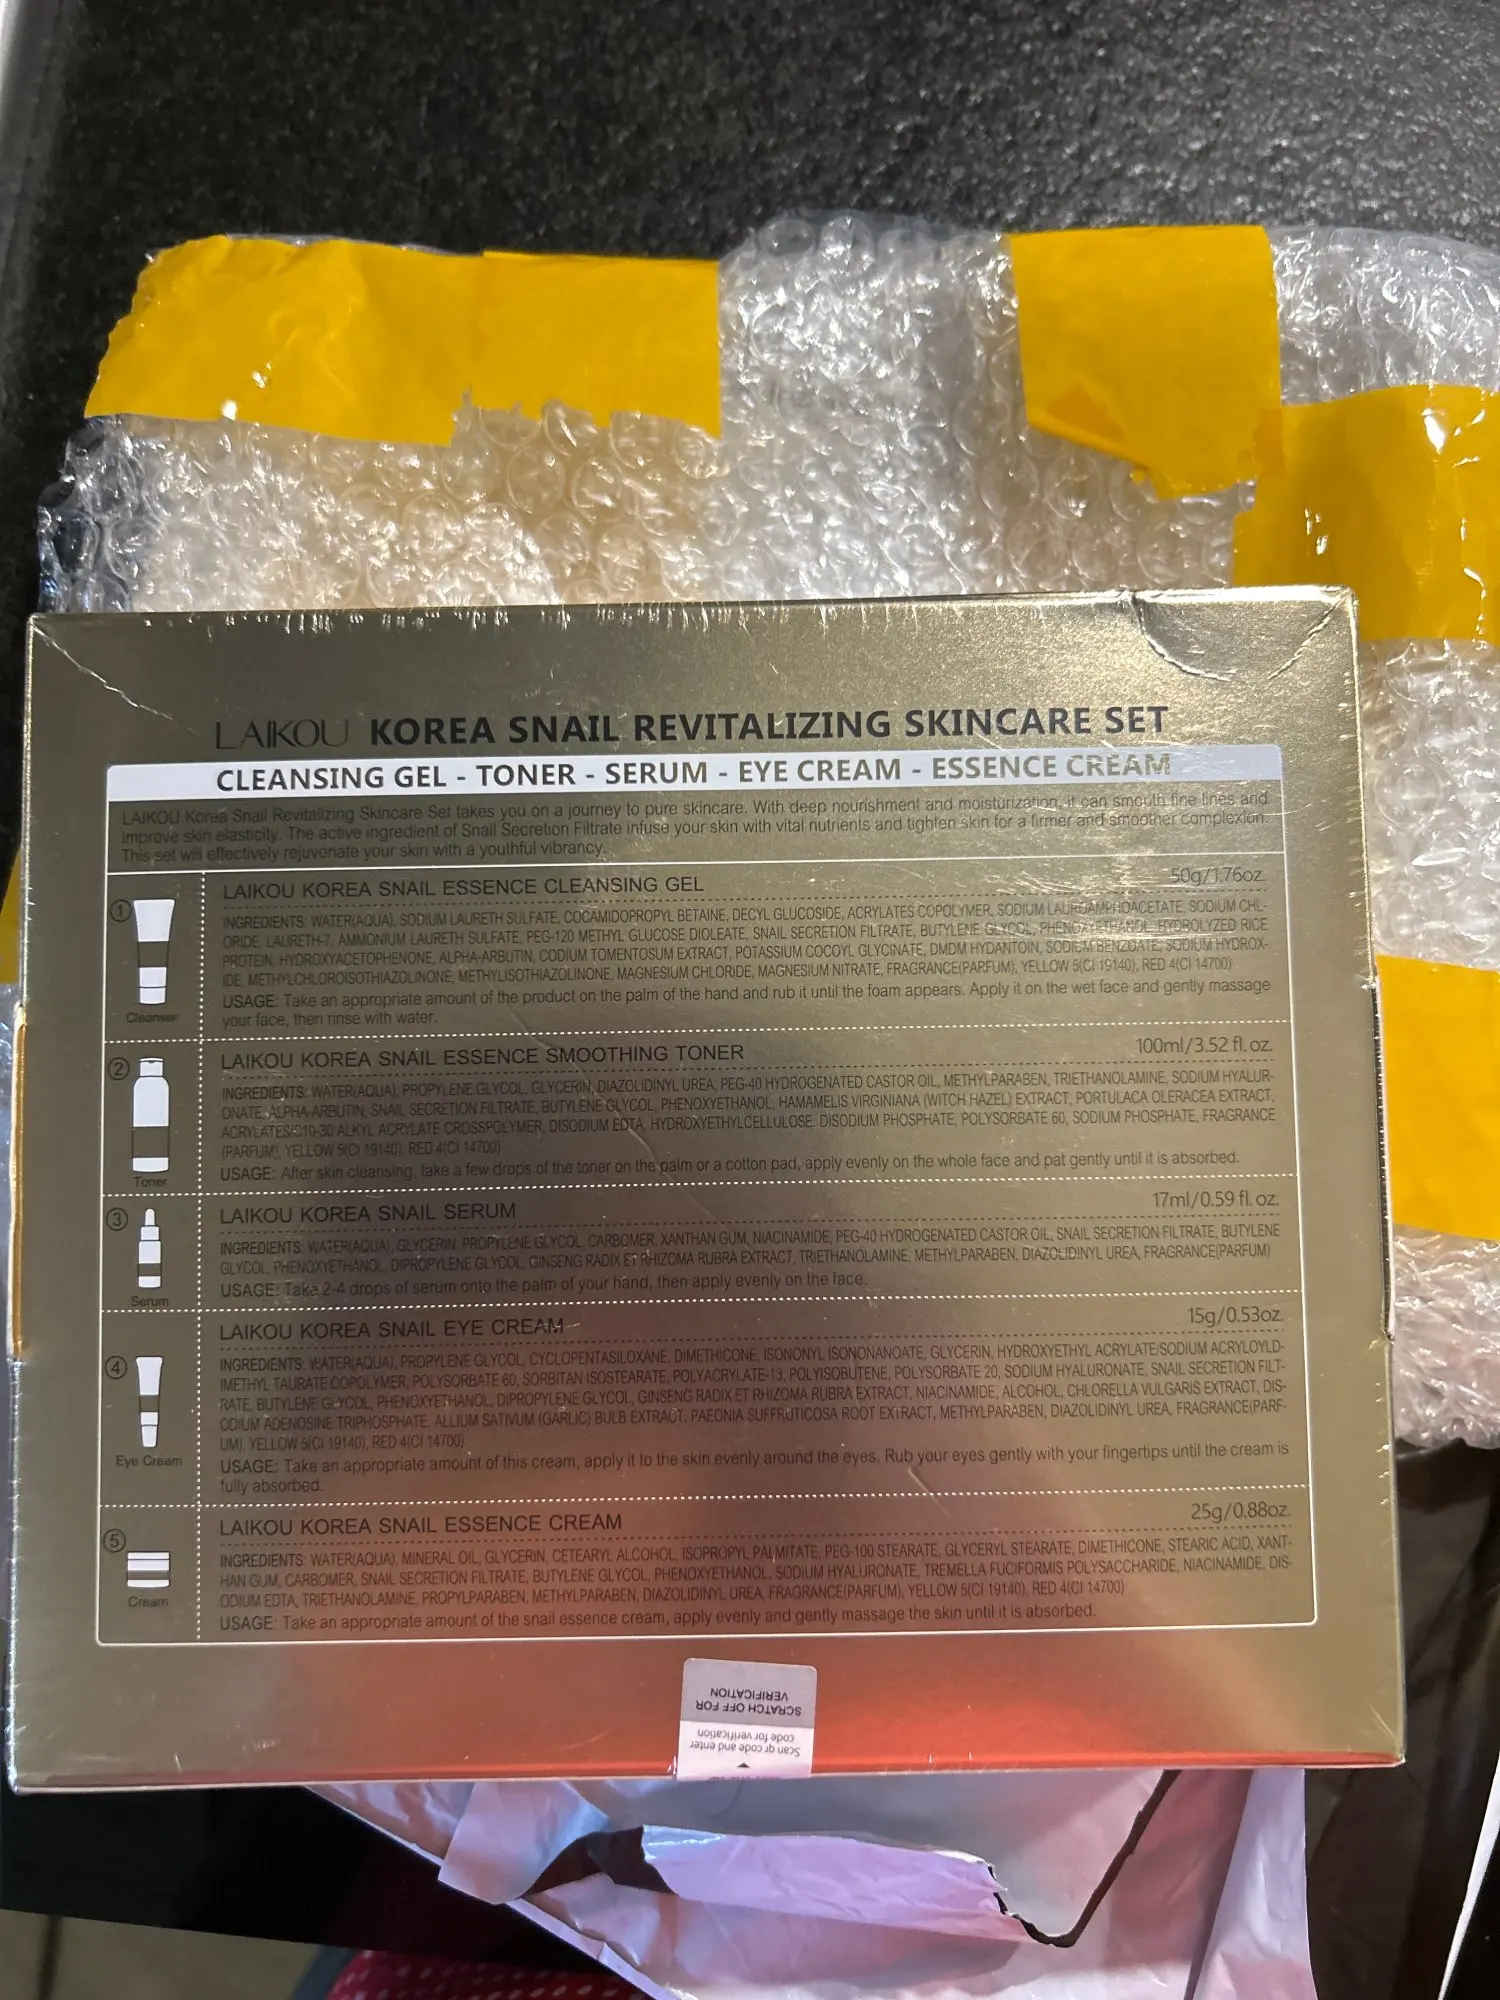 LAIKOU KOREA SNAIL REVITALIZING SKINCARE SET
CLEANSING GEL - TONER - SERUM - EYE CREAM - ESSENCE CREAM
LAIKOU Korea Snail Revitalizing Skincare Set takes you on a journey to pure skincare. With deep nourishment and moisturization, it can smooth fine lines and
improve skin elasticity. The active ingredient of Snail Secretion Filtrate infuse your skin with vital nutrients and tighten skin for a firmer and smoother complexion.
This set will effectively rejuvenate your skin with a youthful vibrancy.
① LAIKOU KOREA SNAIL ESSENCE CLEANSING GEL 50g/1.76oz.
INGREDIENTS: WATER(AQUA), SODIUM LAURETH SULFATE, COCAMIDOPROPYL BETAINE, DECYL GLUCOSIDE, ACRYLATES COPOLYMER, SODIUM LAUROAMPHOACETATE, SODIUM CHL-
ORIDE, LAURETH-7, AMMONIUM LAURETH SULFATE, PEG-120 METHYL GLUCOSE DIOLEATE, SNAIL SECRETION FILTRATE, BUTYLENE GLYCOL, PHENOXYETHANOL, HYDROLYZED RICE
PROTEIN, HYDROXYACETOPHENONE, ALPHA-ARBUTIN, CODIUM TOMENTOSUM EXTRACT, POTASSIUM COCOYL GLYCINATE, DMDM HYDANTOIN, SODIUM BENZOATE, SODIUM HYDROX-
IDE, METHYLCHLOROISOTHIAZOLINONE, METHYLISOTHIAZOLINONE, MAGNESIUM CHLORIDE, MAGNESIUM NITRATE, FRAGRANCE(PARFUM), YELLOW 5(CI 19140), RED 4(CI 14700)
USAGE: Take an appropriate amount of the product on the palm of the hand and rub it until the foam appears. Apply it on the wet face and gently massage
your face, then rinse with water.
Cleanser
② LAIKOU KOREA SNAIL ESSENCE SMOOTHING TONER 100ml/3.52 fl. oz.
INGREDIENTS: WATER(AQUA), PROPYLENE GLYCOL, GLYCERIN, DIAZOLIDINYL UREA, PEG-40 HYDROGENATED CASTOR OIL, METHYLPARABEN, TRIETHANOLAMINE, SODIUM HYALUR-
ONATE, ALPHA-ARBUTIN, SNAIL SECRETION FILTRATE, BUTYLENE GLYCOL, PHENOXYETHANOL, HAMAMELIS VIRGINIANA (WITCH HAZEL) EXTRACT, PORTULACA OLERACEA EXTRACT,
ACRYLATES/C10-30 ALKYL ACRYLATE CROSSPOLYMER, DISODIUM EDTA, HYDROXYETHYLCELLULOSE, DISODIUM PHOSPHATE, POLYSORBATE 60, SODIUM PHOSPHATE, FRAGRANCE
(PARFUM), YELLOW 5(CI 19140), RED 4(CI 14700)
USAGE: After skin cleansing, take a few drops of the toner on the palm or a cotton pad, apply evenly on the whole face and pat gently until it is absorbed.
Toner
③ LAIKOU KOREA SNAIL SERUM 17ml/0.59 fl. oz.
INGREDIENTS: WATER(AQUA), GLYCERIN, PROPYLENE GLYCOL, CARBOMER, XANTHAN GUM, NIACINAMIDE, PEG-40 HYDROGENATED CASTOR OIL, SNAIL SECRETION FILTRATE, BUTYLENE
GLYCOL, PHENOXYETHANOL, DIPROPYLENE GLYCOL, GINSENG RADIX ET RHIZOMA RUBRA EXTRACT, TRIETHANOLAMINE, METHYLPARABEN, DIAZOLIDINYL UREA, FRAGRANCE(PARFUM)
USAGE: Take 2-4 drops of serum onto the palm of your hand, then apply evenly on the face.
Serum
④ LAIKOU KOREA SNAIL EYE CREAM 15g/0.53oz.
INGREDIENTS: WATER(AQUA), PROPYLENE GLYCOL, CYCLOPENTASILOXANE, DIMETHICONE, ISONONYL ISONONANOATE, GLYCERIN, HYDROXYETHYL ACRYLATE/SODIUM ACRYLOYLD-
IMETHYL TAURATE COPOLYMER, POLYSORBATE 60, SORBITAN ISOSTEARATE, POLYACRYLATE-13, POLYISOBUTENE, POLYSORBATE 20, SODIUM HYALURONATE, SNAIL SECRETION FILT-
RATE, BUTYLENE GLYCOL, PHENOXYETHANOL, DIPROPYLENE GLYCOL, GINSENG RADIX ET RHIZOMA RUBRA EXTRACT, NIACINAMIDE, ALCOHOL, CHLORELLA VULGARIS EXTRACT, DIS-
ODIUM ADENOSINE TRIPHOSPHATE, ALLIUM SATIVUM (GARLIC) BULB EXTRACT, PAEONIA SUFFRUTICOSA ROOT EXTRACT, METHYLPARABEN, DIAZOLIDINYL UREA, FRAGRANCE(PARF-
UM), YELLOW 5(CI 19140), RED 4(CI 14700)
USAGE: Take an appropriate amount of this cream, apply it to the skin evenly around the eyes. Rub your eyes gently with your fingertips until the cream is
fully absorbed.
Eye Cream
⑤ LAIKOU KOREA SNAIL ESSENCE CREAM 25g/0.88oz.
INGREDIENTS: WATER(AQUA), MINERAL OIL, GLYCERIN, CETEARYL ALCOHOL, ISOPROPYL PALMITATE, PEG-100 STEARATE, GLYCERYL STEARATE, DIMETHICONE, STEARIC ACID, XANT-
HAN GUM, CARBOMER, SNAIL SECRETION FILTRATE, BUTYLENE GLYCOL, PHENOXYETHANOL, SODIUM HYALURONATE, TREMELLA FUCIFORMIS POLYSACCHARIDE, NIACINAMIDE, DIS-
ODIUM EDTA, TRIETHANOLAMINE, PROPYLPARABEN, METHYLPARABEN, DIAZOLIDINYL UREA, FRAGRANCE(PARFUM), YELLOW 5(CI 19140), RED 4(CI 14700)
USAGE: Take an appropriate amount of the snail essence cream, apply evenly and gently massage the skin until it is absorbed.
Cream
Scan qr code and enter
code for verification
SCRATCH OFF FOR
VERIFICATION